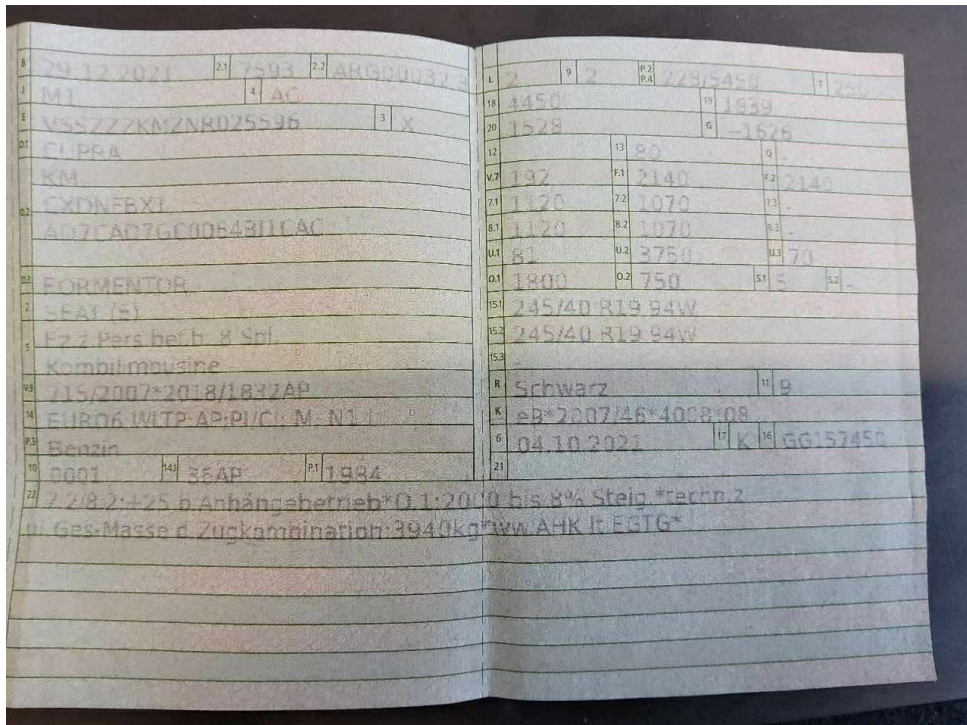 B 29.12.2021 2.1 7593 2.2 ARG00032 3
J M1 4 AC
E VSSZZZKMZNR025596 3 X
D.1 CUPRA
KM
D.2 CXDNFBX1
AD7CAD7GC0064BJ1CAC
D.3 FORMENTOR
2 SEAT (E)
5 Fz.z.Pers.bef.b. 8 Spl.
Kombilimousine
V.9 715/2007*2018/1832AP
14 EURO6 WLTP AP;PI/CI; M, N1
P.3 Benzin
10 0001 14.1 36AP P.1 1984
L 2 9 2 P.2 P.4 228/5450 T 250
18 4450 19 1839
20 1528 G -1626
12 13 80 Q -
V.7 192 F.1 2140 F.2 2140
7.1 1120 7.2 1070 7.3 -
8.1 1120 8.2 1070 8.3 -
U.1 81 U.2 3750 U.3 70
O.1 1800 O.2 750 S.1 5 S.2 -
15.1 245/40 R19 94W
15.2 245/40 R19 94W
15.3 -
R Schwarz 11 9
K e9*2007/46*4008*08
6 04.10.2021 17 K 16 GG157450
21
22 7.2/8.2:+25 b.Anhängebetrieb*O.1:2000 bis 8% Steig.*techn.z
ul Ges-Masse d.Zugkombination:3940kg*ww.AHK lt.EGTG*